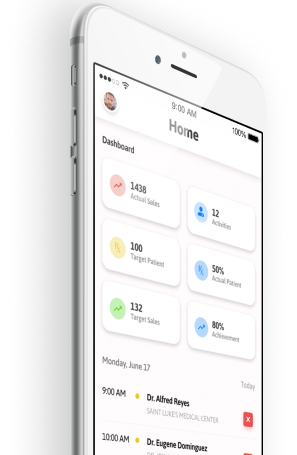 9:00 AM
100%
Home
Dashboard
1438
Actual Sales
12
Activities
100
Target Patient
50%
Actual Patient
132
Target Sales
80%
Achievement
Monday, June 17
Today
9:00 AM
Dr. Alfred Reyes
SAINT LUKE'S MEDICAL CENTER
X
10:00 AM
Dr. Eugene Dominguez